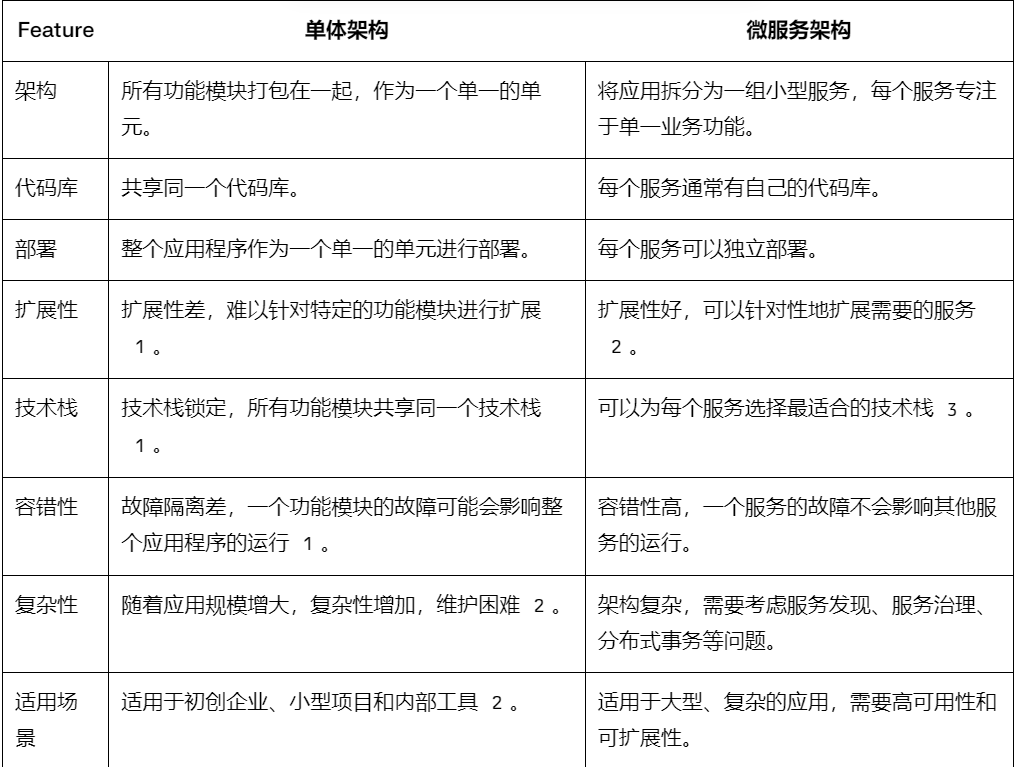 Feature 单体架构 微服务架构
架构 所有功能模块打包在一起，作为一个单一的单 将应用拆分为一组小型服务，每个服务专注
元。 于单一业务功能。
代码库 共享同一个代码库。 每个服务通常有自己的代码库。
部署 整个应用程序作为一个单一的单元进行部署。 每个服务可以独立部署。
扩展性 扩展性差，难以针对特定的功能模块进行扩展 扩展性好，可以针对性地扩展需要的服务
1 。 2 。
技术栈 技术栈锁定，所有功能模块共享同一个技术栈 可以为每个服务选择最适合的技术栈 3 。
1 。
容错性 故障隔离差，一个功能模块的故障可能会影响整 容错性高，一个服务的故障不会影响其他服
个应用程序的运行 1 。 务的运行。
复杂性 随着应用规模增大，复杂性增加，维护困难 2 。 架构复杂，需要考虑服务发现、服务治理、
分布式事务等问题。
适用场 适用于初创企业、小型项目和内部工具 2 。 适用于大型、复杂的应用，需要高可用性和
景 可扩展性。